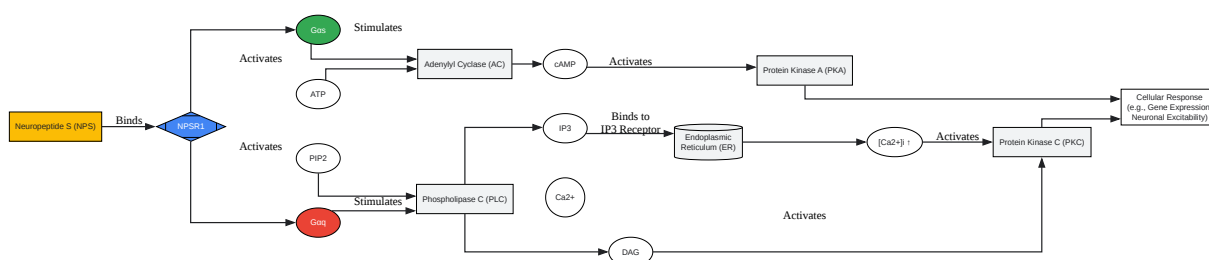 Gαs
Stimulates
Activates
Adenylyl Cyclase (AC)
cAMP
Activates
Protein Kinase A (PKA)
ATP
Neuropeptide S (NPS)
Binds
NPSR1
Cellular Response
(e.g., Gene Expression
Neuronal Excitability)
IP3
Binds to
IP3 Receptor
Endoplasmic
Reticulum (ER)
[Ca2+]i ↑
Activates
Protein Kinase C (PKC)
Activates
PIP2
Phospholipase C (PLC)
Ca2+
Stimulates
Gαq
Activates
DAG